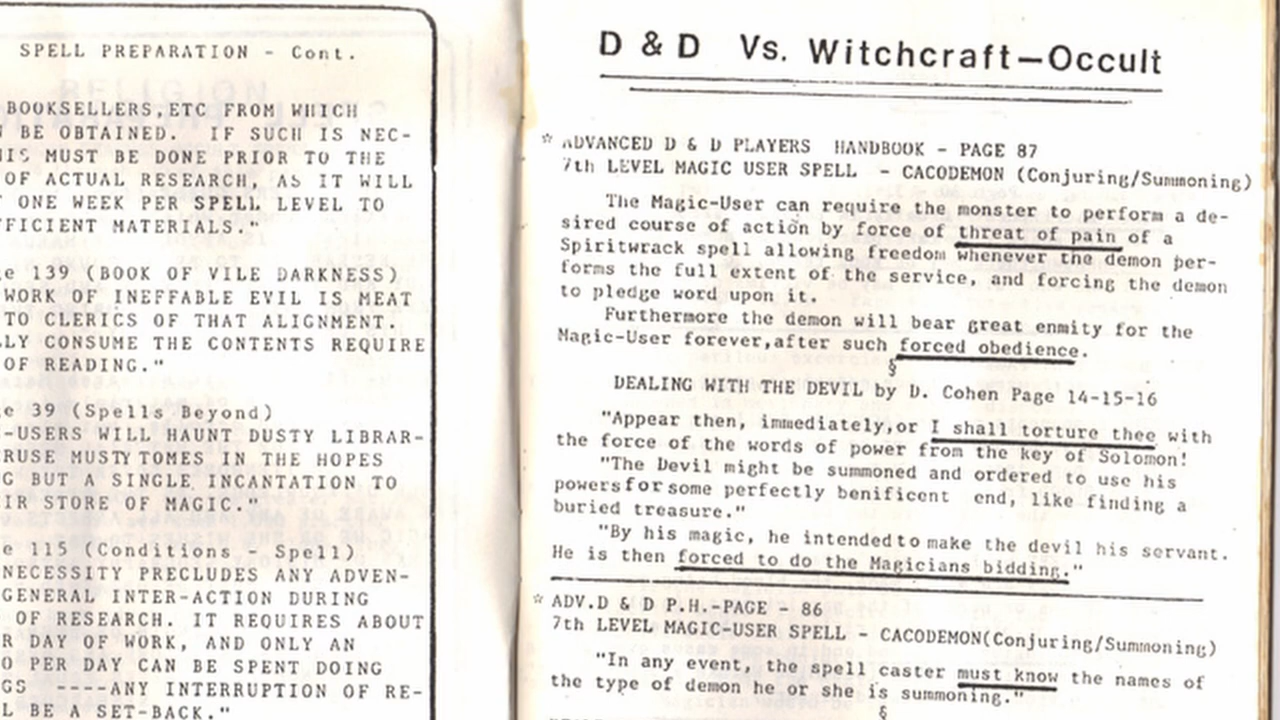 SPELL PREPARATION - Cont.
BOOKSELLERS,ETC FROM WHICH
BE OBTAINED. IF SUCH IS NEC-
MUST BE DONE PRIOR TO THE
OF ACTUAL RESEARCH, AS IT WILL
ONE WEEK PER SPELL LEVEL TO
FFICIENT MATERIALS."
e 139 (BOOK OF VILE DARKNESS)
WORK OF INEFFABLE EVIL IS MEAT
TO CLERICS OF THAT ALIGNMENT.
LLY CONSUME THE CONTENTS REQUIRE
OF READING."
e 39 (Spells Beyond)
-USERS WILL HAUNT DUSTY LIBRAR-
RUSE MUSTY TOMES IN THE HOPES
G BUT A SINGLE INCANTATION TO
IR STORE OF MAGIC."
e 115 (Conditions - Spell)
NECESSITY PRECLUDES ANY ADVEN-
GENERAL INTER-ACTION DURING
OF RESEARCH. IT REQUIRES ABOUT
R DAY OF WORK, AND ONLY AN
O PER DAY CAN BE SPENT DOING
GS ----ANY INTERRUPTION OF RE-
L BE A SET-BACK."
D & D Vs. Witchcraft—Occult
☆ ADVANCED D & D PLAYERS HANDBOOK - PAGE 87
7th LEVEL MAGIC USER SPELL - CACODEMON (Conjuring/Summoning)
The Magic-User can require the monster to perform a de-
sired course of action by force of threat of pain of a
Spiritwrack spell allowing freedom whenever the demon per-
forms the full extent of the service, and forcing the demon
to pledge word upon it.
Furthermore the demon will bear great enmity for the
Magic-User forever,after such forced obedience.
§
DEALING WITH THE DEVIL by D. Cohen Page 14-15-16
"Appear then, immediately,or I shall torture thee with
the force of the words of power from the key of Solomon!
"The Devil might be summoned and ordered to use his
powers for some perfectly benificent end, like finding a
buried treasure."
"By his magic, he intended to make the devil his servant.
He is then forced to do the Magicians bidding."
☆ ADV.D & D P.H.-PAGE - 86
7th LEVEL MAGIC-USER SPELL - CACODEMON(Conjuring/Summoning)
"In any event, the spell caster must know the names of
the type of demon he or she is summoning."
§